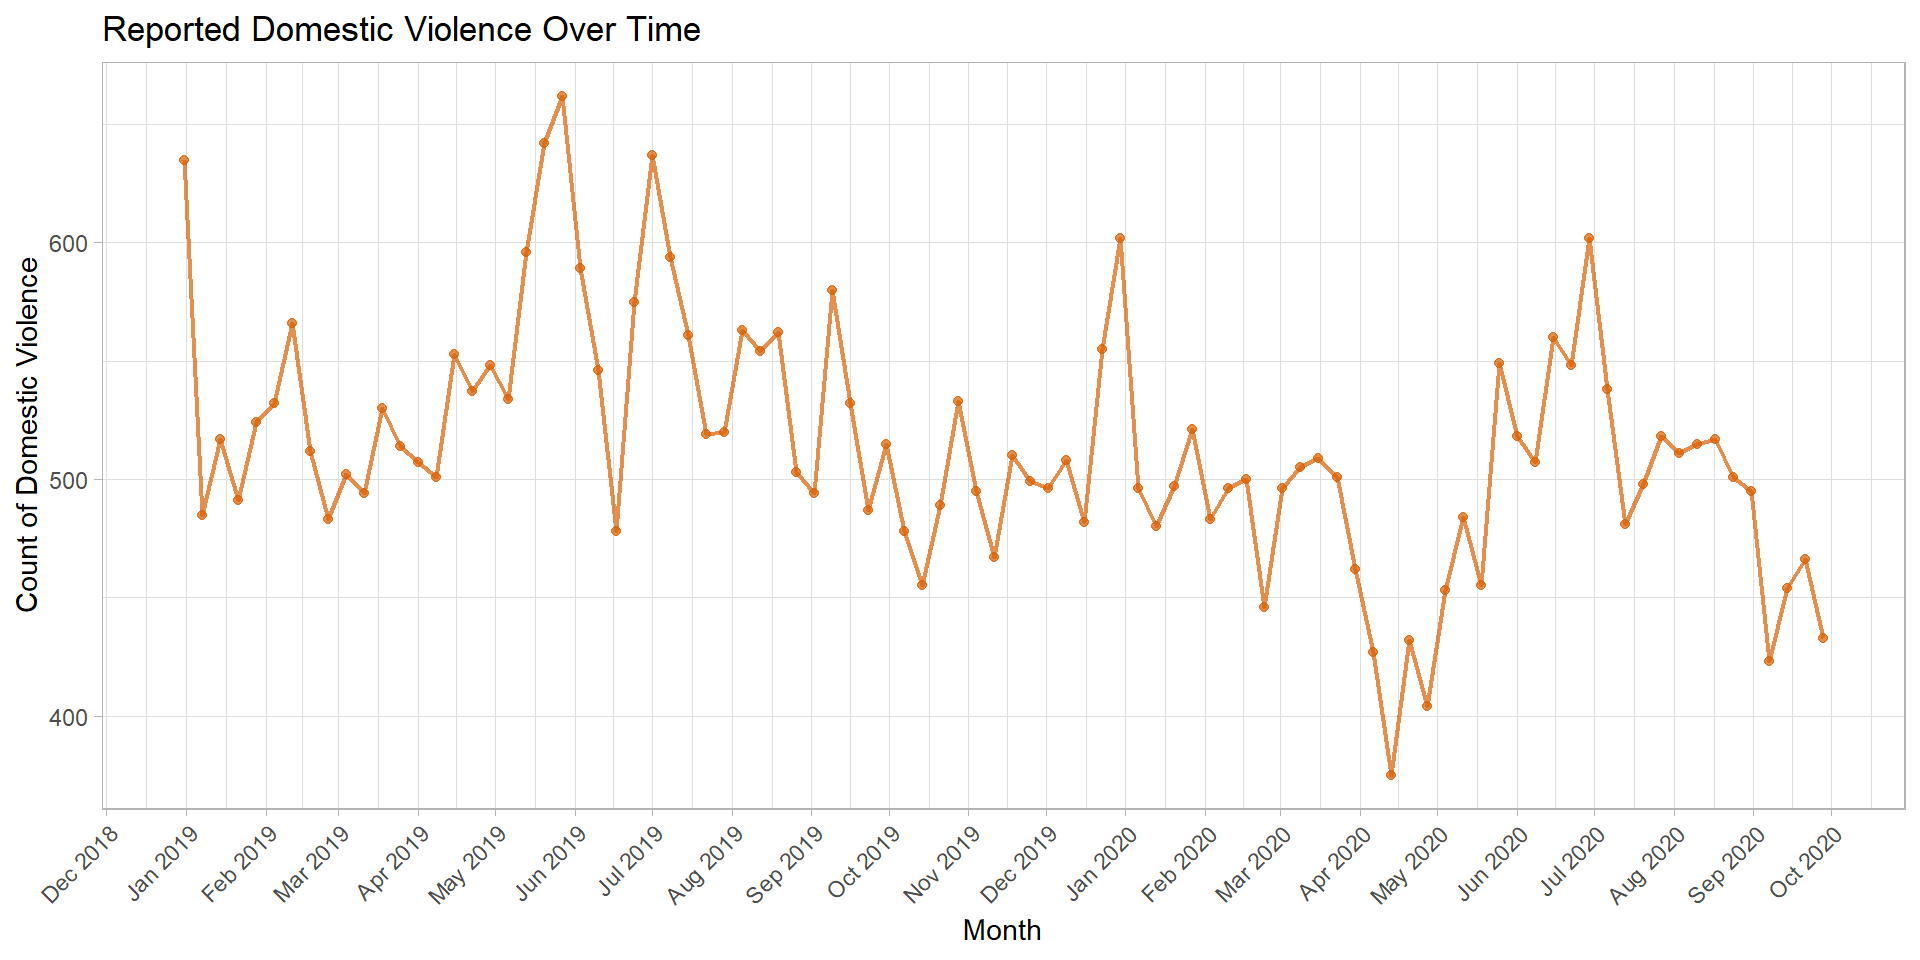 Reported Domestic Violence Over Time
Count of Domestic Violence
600
500
400
Dec 2018
Jan 2019
Feb 2019
Mar 2019
Apr 2019
May 2019
Jun 2019
Jul 2019
Aug 2019
Sep 2019
Oct 2019
Nov 2019
Dec 2019
Jan 2020
Feb 2020
Mar 2020
Apr 2020
May 2020
Jun 2020
Jul 2020
Aug 2020
Sep 2020
Oct 2020
Month